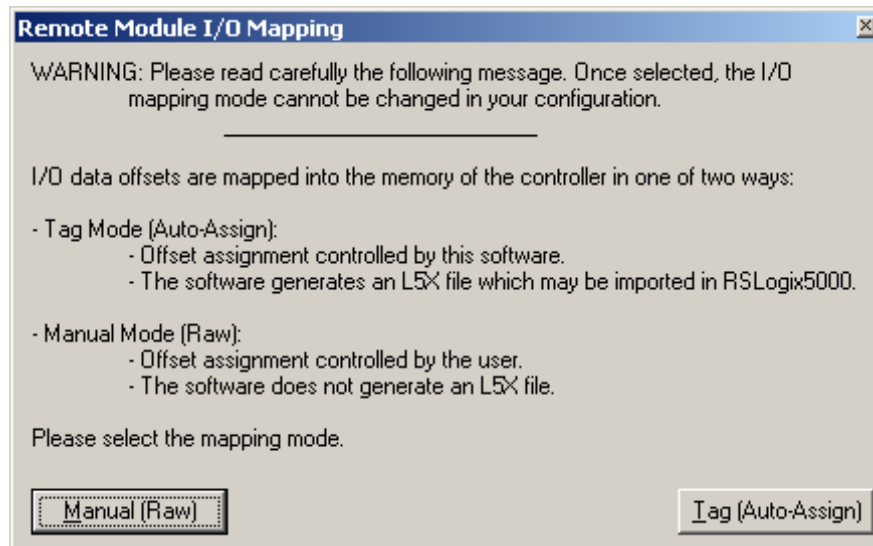 Remote Module I/O Mapping
WARNING: Please read carefully the following message. Once selected, the I/O
mapping mode cannot be changed in your configuration.
I/O data offsets are mapped into the memory of the controller in one of two ways:
- Tag Mode (Auto-Assign):
- Offset assignment controlled by this software.
- The software generates an L5X file which may be imported in RSLogix5000.
- Manual Mode (Raw):
- Offset assignment controlled by the user.
- The software does not generate an L5X file.
Please select the mapping mode.
Manual (Raw)
Tag (Auto-Assign)